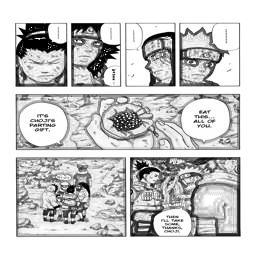 EAT
THIS...
ALL OF
YOU.
IT'S
CHOJI'S
PARTING
GIFT.
THEN
I'LL TAKE
SOME,
THANKS,
CHOJI.